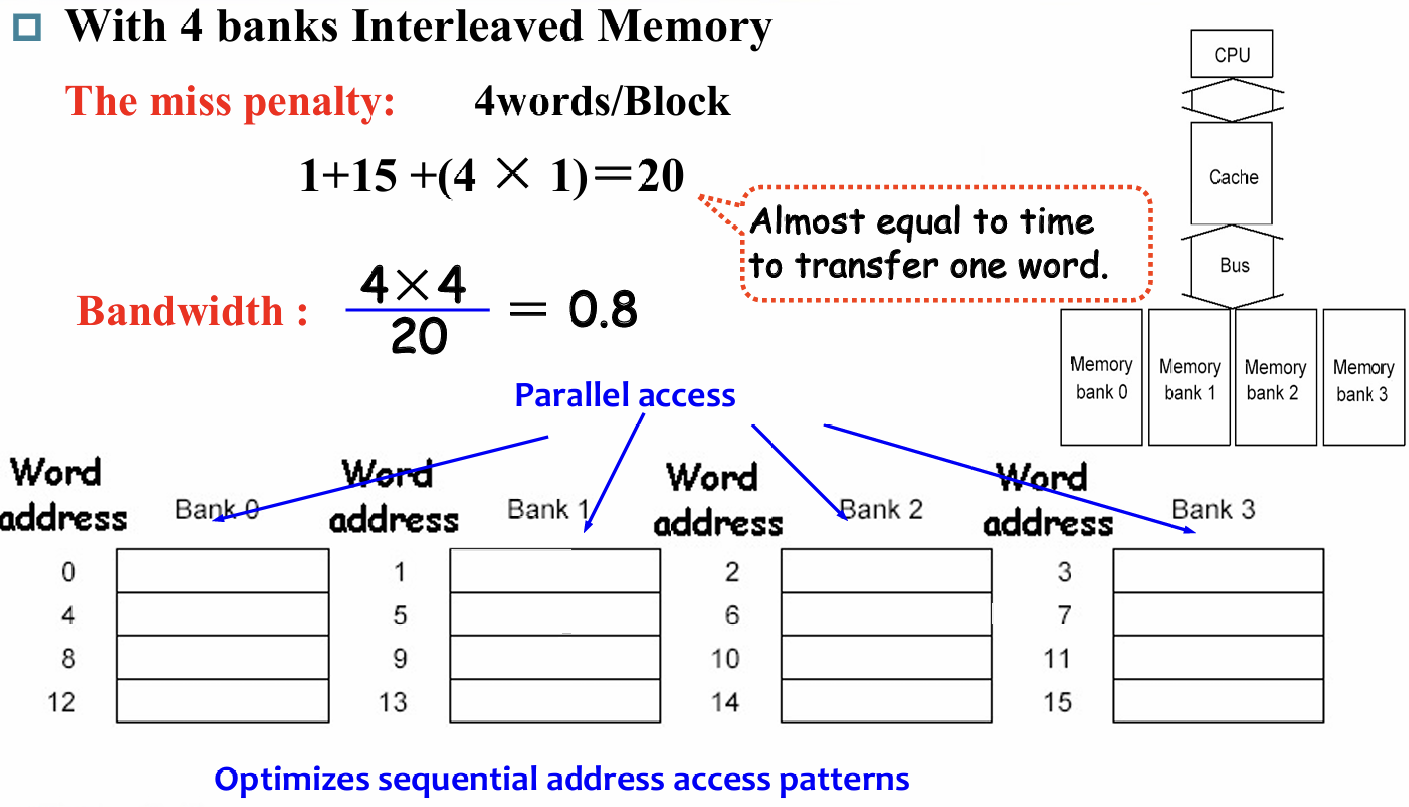 With 4 banks Interleaved Memory
The miss penalty: 4words/Block
1+15 +(4 × 1)=20
Almost equal to time
to transfer one word.
Bandwidth : 4×4
20
= 0.8
CPU
Cache
Bus
Memory bank 0
Memory bank 1
Memory bank 2
Memory bank 3
Parallel access
Word address Bank 0
Word address Bank 1
Word address Bank 2
Word address Bank 3
0 1 2 3
4 5 6 7
8 9 10 11
12 13 14 15
Optimizes sequential address access patterns